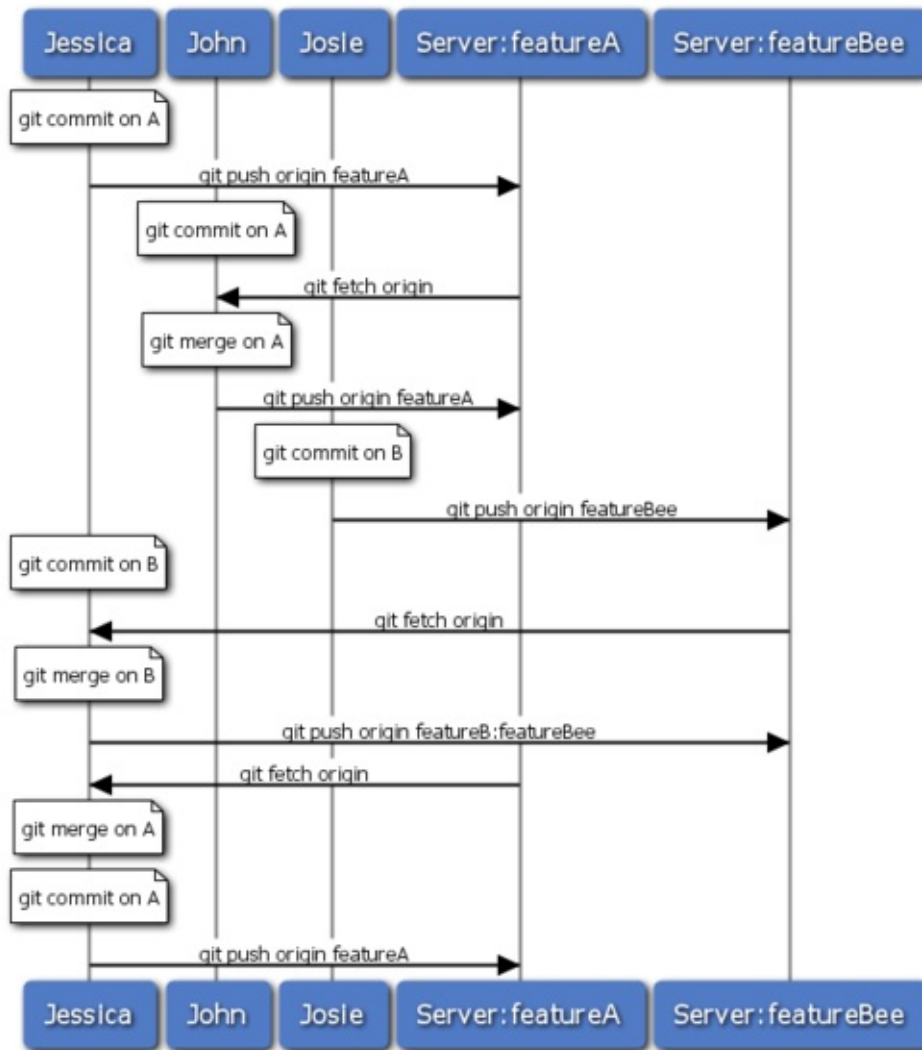 Jessica John Josie Server:featureA Server:featureBee
git commit on A
git push origin featureA
git commit on A
git fetch origin
git merge on A
git push origin featureA
git commit on B
git push origin featureBee
git commit on B
git fetch origin
git merge on B
git push origin featureB:featureBee
git fetch origin
git merge on A
git commit on A
git push origin featureA
Jessica John Josie Server:featureA Server:featureBee